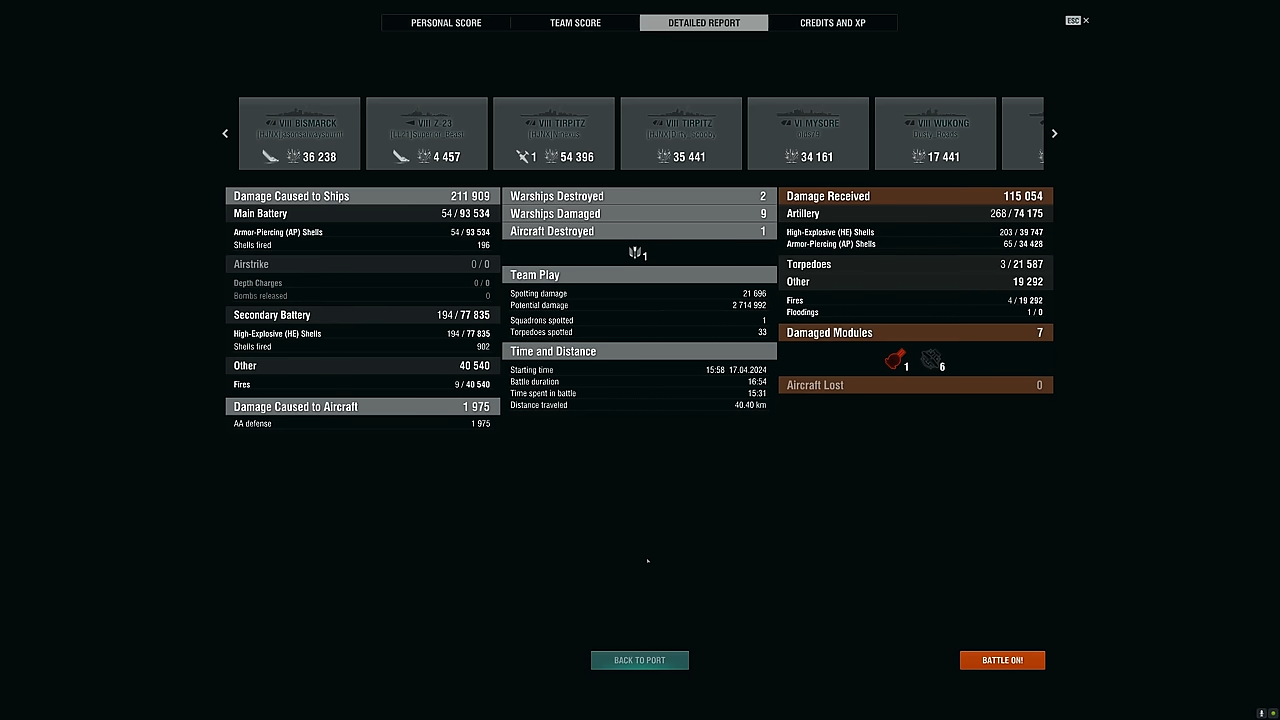 PERSONAL SCORE TEAM SCORE DETAILED REPORT CREDITS AND XP ESC
VIII BISMARCK VIII Z-23 VIII TIRPITZ VIII TIRPITZ VI MYSORE VIII WUKONG
36 238 4 457 1 54 396 35 441 34 161 17 441
Damage Caused to Ships 211 909
Main Battery 54 / 93 534
Armor-Piercing (AP) Shells 54 / 93 534
Shells fired 196
Airstrike 0 / 0
Depth Charges 0 / 0
Bombs released 0
Secondary Battery 194 / 77 835
High-Explosive (HE) Shells 194 / 77 835
Shells fired 902
Other 40 540
Fires 9 / 40 540
Damage Caused to Aircraft 1 975
AA defense 1 975
Warships Destroyed 2
Warships Damaged 9
Aircraft Destroyed 1
1
Team Play
Spotting damage 21 696
Potential damage 2 714 992
Squadrons spotted 1
Torpedoes spotted 33
Time and Distance
Starting time 15:58 17.04.2024
Battle duration 16:54
Time spent in battle 15:31
Distance traveled 40.40 km
Damage Received 115 054
Artillery 268 / 74 175
High-Explosive (HE) Shells 203 / 39 747
Armor-Piercing (AP) Shells 65 / 34 428
Torpedoes 3 / 21 587
Other 19 292
Fires 4 / 19 292
Floodings 1 / 0
Damaged Modules 7
1 6
Aircraft Lost 0
BACK TO PORT BATTLE ON!